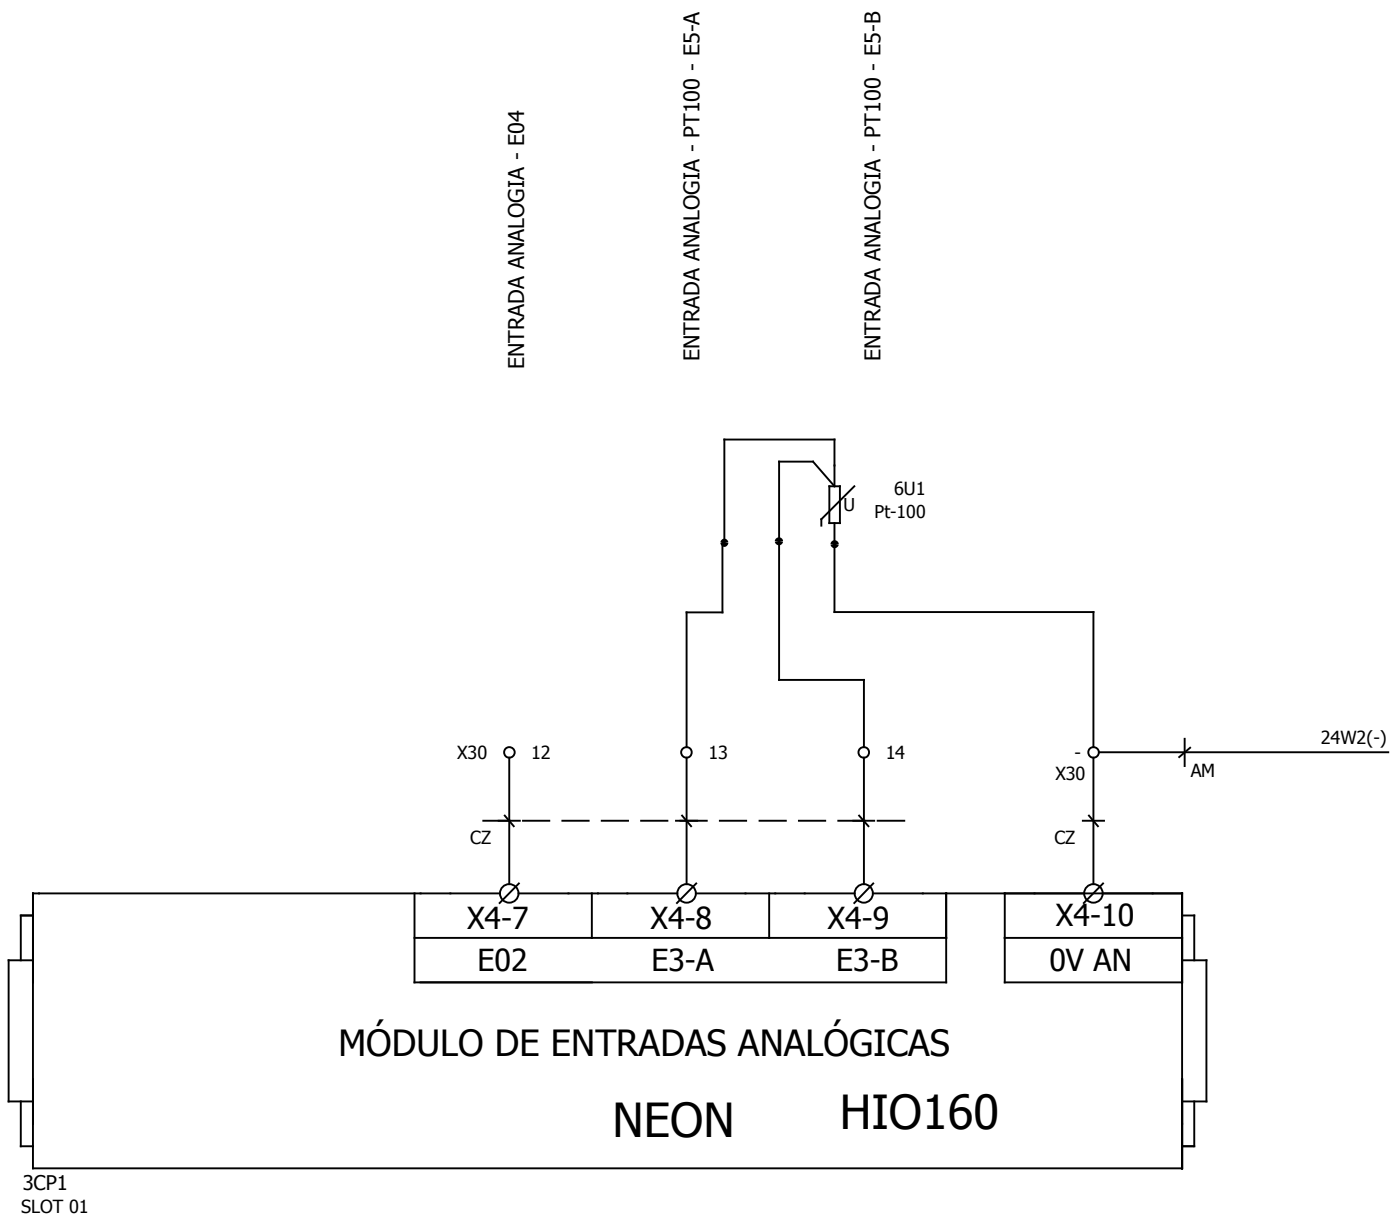 ENTRADA ANALOGIA - E04
ENTRADA ANALOGIA - PT100 - E5-A
ENTRADA ANALOGIA - PT100 - E5-B
6U1
U
Pt-100
24W2(-)
X30
12
13
14
-
X30
AM
CZ
CZ
X4-7
X4-8
X4-9
X4-10
E02
E3-A
E3-B
0V AN
MÓDULO DE ENTRADAS ANALÓGICAS
NEON
HIO160
3CP1
SLOT 01